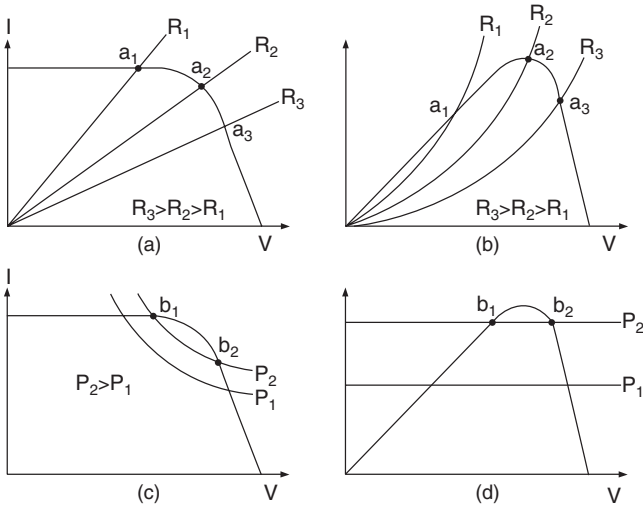 I
R₁
a₁
R₂
a₂
R₃
a₃
R₃>R₂>R₁
V
(a)
R₁
R₂
a₂
R₃
a₁
a₃
R₃>R₂>R₁
V
(b)
I
b₁
b₂
P₂
P₁
P₂>P₁
V
(c)
b₁
b₂
P₂
P₁
V
(d)